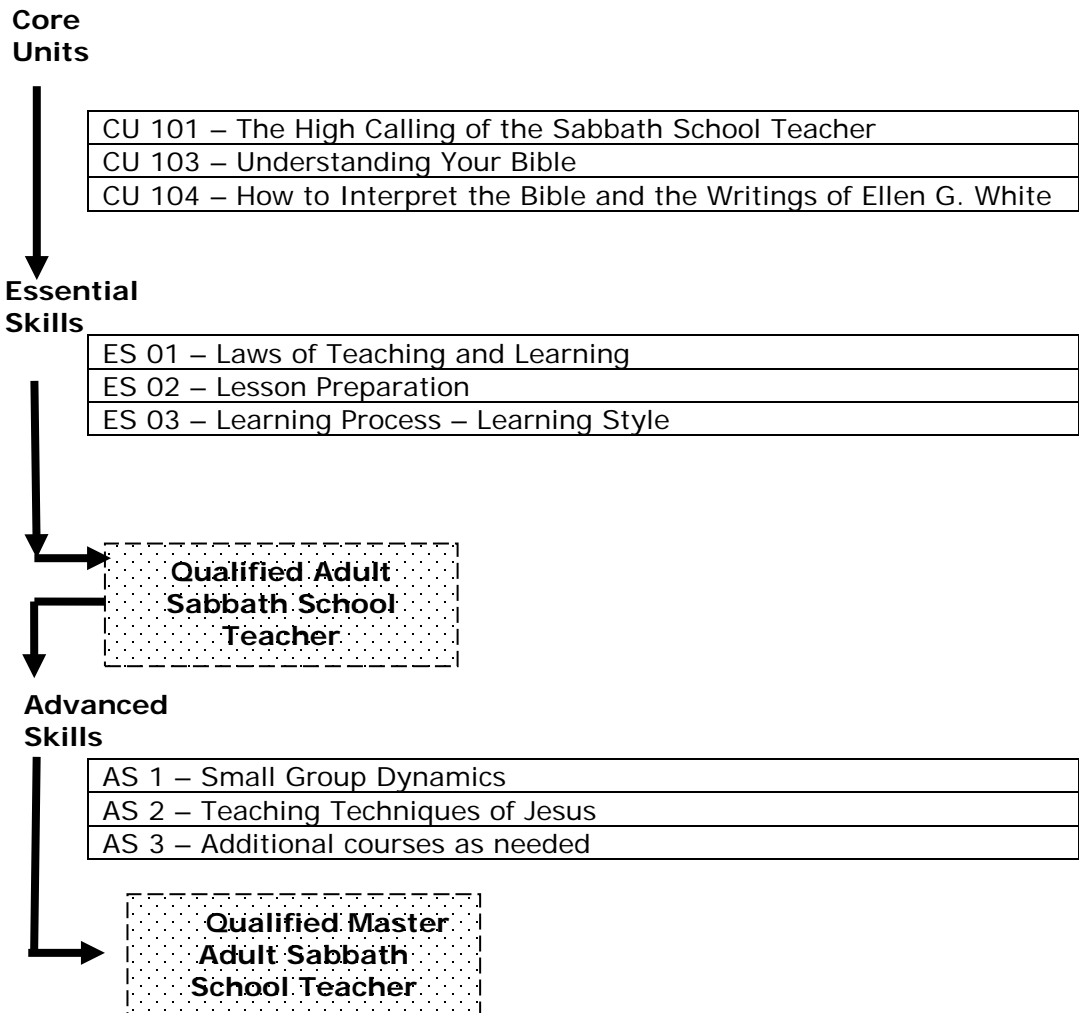 Core
Units
CU 101 – The High Calling of the Sabbath School Teacher
CU 103 – Understanding Your Bible
CU 104 – How to Interpret the Bible and the Writings of Ellen G. White
Essential
Skills
ES 01 – Laws of Teaching and Learning
ES 02 – Lesson Preparation
ES 03 – Learning Process – Learning Style
Qualified Adult
Sabbath School
Teacher
Advanced
Skills
AS 1 – Small Group Dynamics
AS 2 – Teaching Techniques of Jesus
AS 3 – Additional courses as needed
Qualified Master
Adult Sabbath
School Teacher